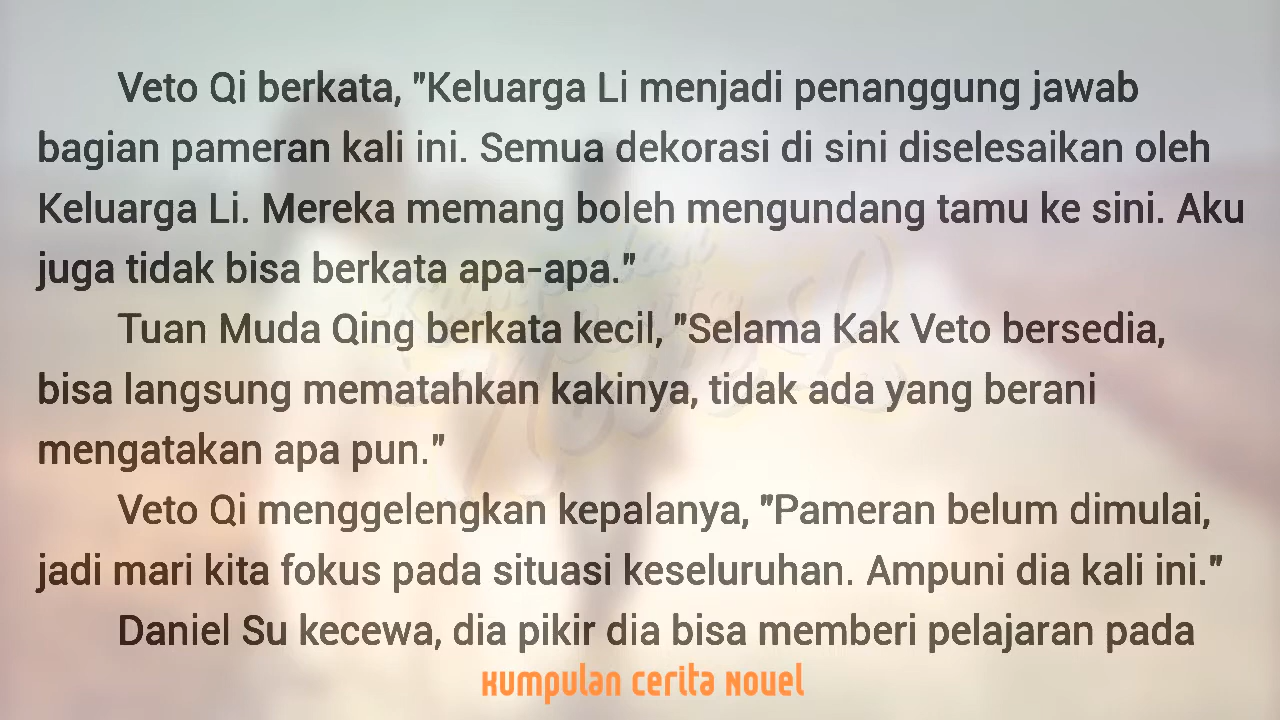 Veto Qi berkata, "Keluarga Li menjadi penanggung jawab
bagian pameran kali ini. Semua dekorasi di sini diselesaikan oleh
Keluarga Li. Mereka memang boleh mengundang tamu ke sini. Aku
juga tidak bisa berkata apa-apa."
Tuan Muda Qing berkata kecil, "Selama Kak Veto bersedia,
bisa langsung mematahkan kakinya, tidak ada yang berani
mengatakan apa pun."
Veto Qi menggelengkan kepalanya, "Pameran belum dimulai,
jadi mari kita fokus pada situasi keseluruhan. Ampuni dia kali ini."
Daniel Su kecewa, dia pikir dia bisa memberi pelajaran pada
Kumpulan Cerita Novel